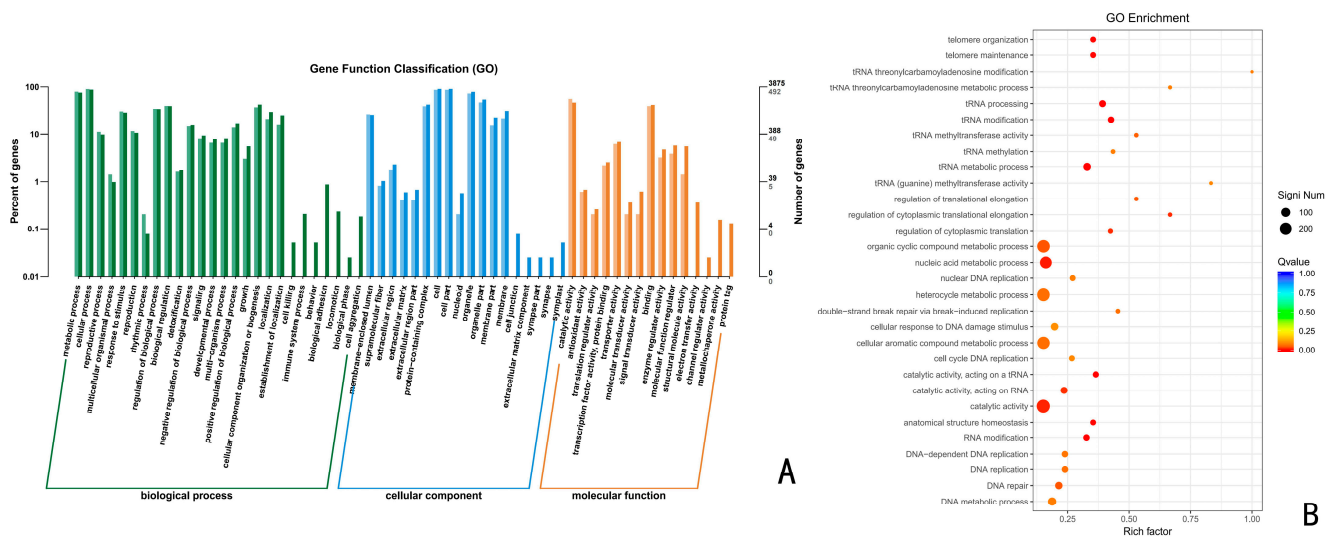 Gene Function Classification (GO)
Percent of genes
100
10
1
0.1
0.01
3875
492
388
40
39
5
4
0
0
0
Number of genes
metabolic process
cellular process
reproductive process
multicellular organismal process
response to stimulus
reproduction
rhythmic process
regulation of biological process
biological regulation
detoxification
negative regulation of biological process
signaling
developmental process
multi-organism process
positive regulation of biological process
growth
cellular component organization or biogenesis
localization
establishment of localization
cell killing
immune system process
behavior
biological adhesion
locomotion
biological phase
cell aggregation
membrane-enclosed lumen
supramolecular fiber
extracellular region
extracellular matrix
extracellular region part
protein-containing complex
cell
cell part
nucleoid
organelle
organelle part
membrane part
membrane
cell junction
extracellular matrix component
synapse part
synapse
symplast
catalytic activity
antioxidant activity
translation regulator activity
transcription factor activity, protein binding
transporter activity
molecular transducer activity
signal transducer activity
binding
enzyme regulator activity
molecular function regulator
structural molecule activity
electron transfer activity
channel regulator activity
metallochaperone activity
protein tag
biological process
cellular component
molecular function
A
GO Enrichment
telomere organization
telomere maintenance
tRNA threonylcarbamoyladenosine modification
tRNA threonylcarbamoyladenosine metabolic process
tRNA processing
tRNA modification
tRNA methyltransferase activity
tRNA methylation
tRNA metabolic process
tRNA (guanine) methyltransferase activity
regulation of translational elongation
regulation of cytoplasmic translational elongation
regulation of cytoplasmic translation
organic cyclic compound metabolic process
nucleic acid metabolic process
nuclear DNA replication
heterocycle metabolic process
double−strand break repair via break−induced replication
cellular response to DNA damage stimulus
cellular aromatic compound metabolic process
cell cycle DNA replication
catalytic activity, acting on a tRNA
catalytic activity, acting on RNA
catalytic activity
anatomical structure homeostasis
RNA modification
DNA−dependent DNA replication
DNA replication
DNA repair
DNA metabolic process
0.25
0.50
0.75
1.00
Rich factor
Signi Num
100
200
Qvalue
1.00
0.75
0.50
0.25
0.00
B